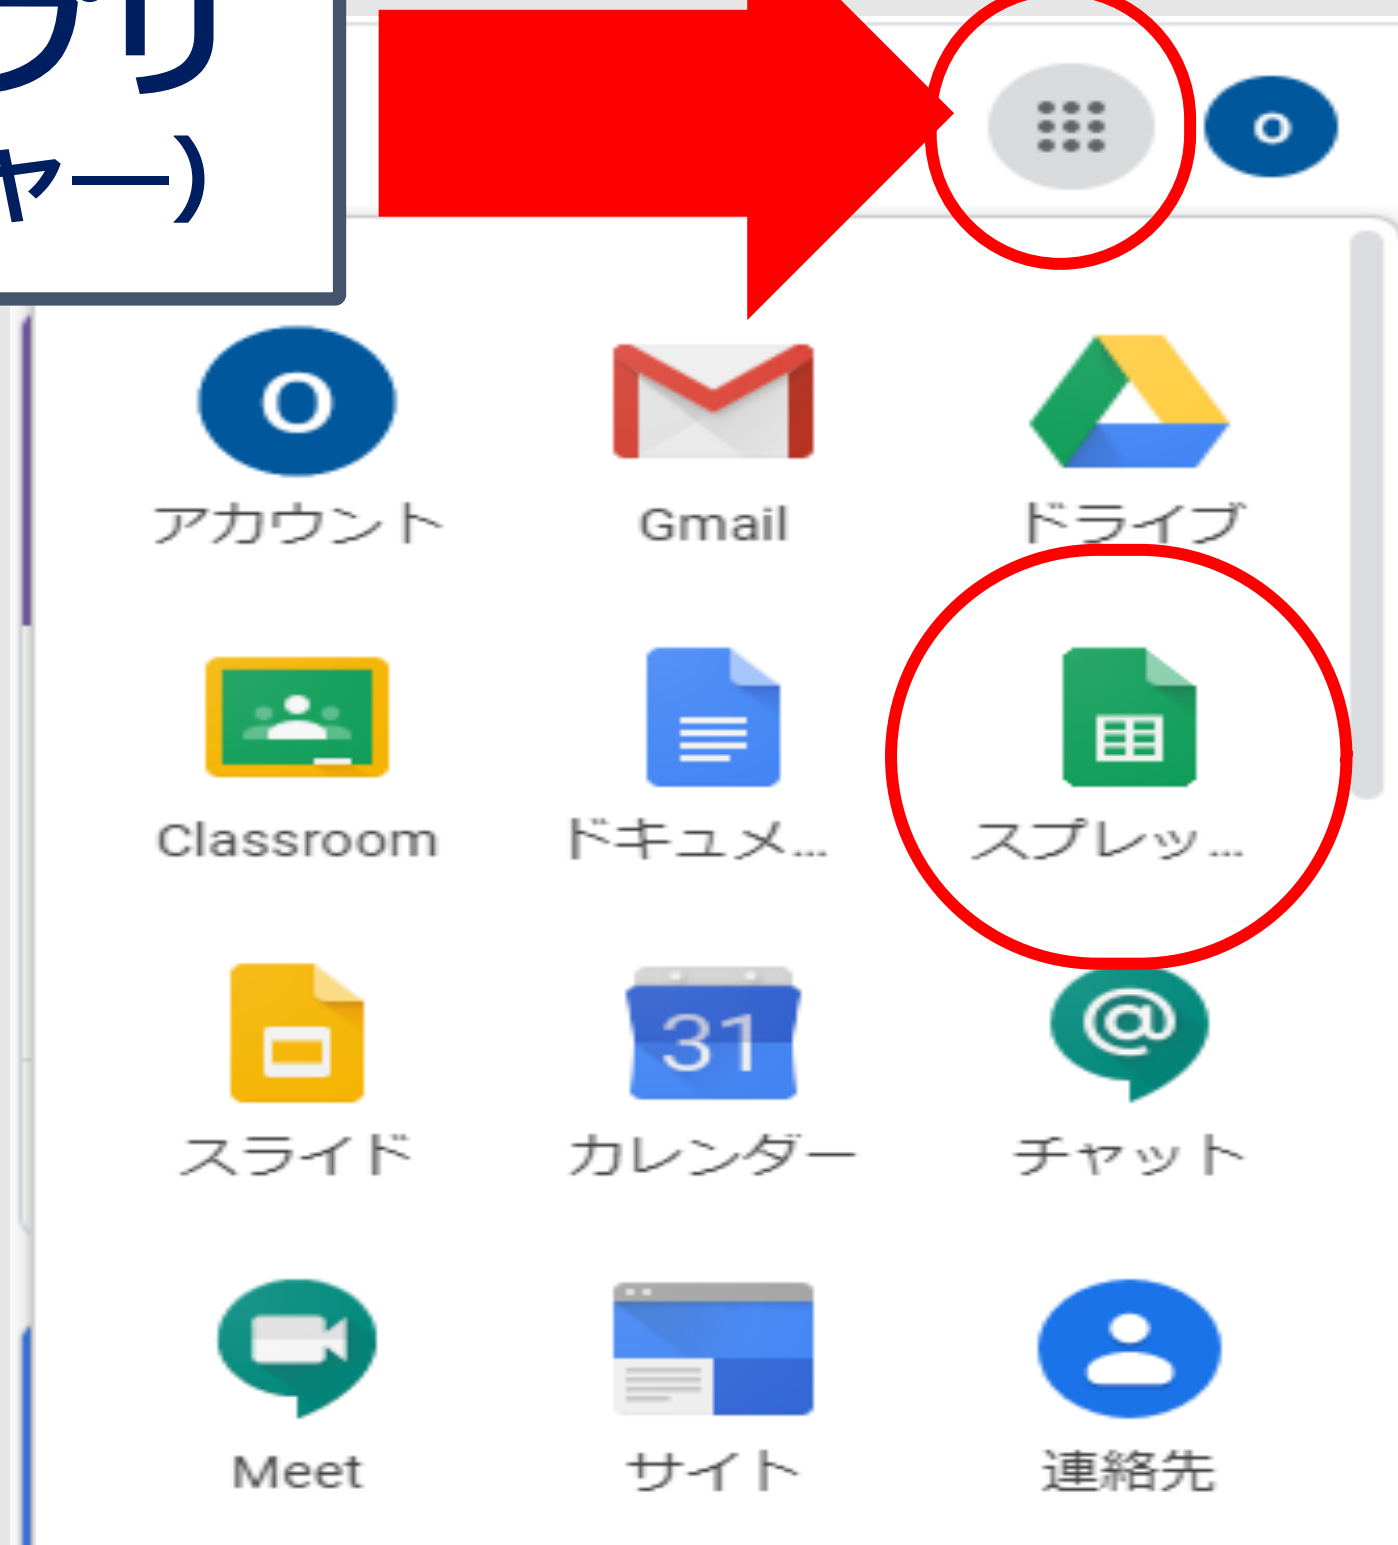 プリ
ャー)
O
O
アカウント
Gmail
ドライブ
Classroom
ドキュメ...
スプレッ...
31
@
スライド
カレンダー
チャット
Meet
サイト
連絡先